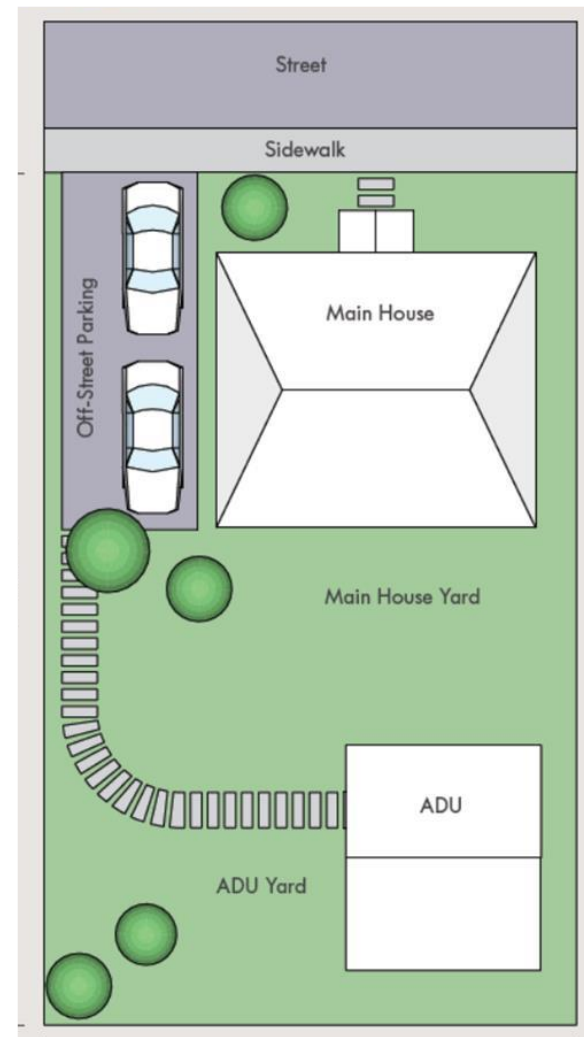 Street
Sidewalk
Main House
Off-Street Parking
Main House Yard
ADU
ADU Yard